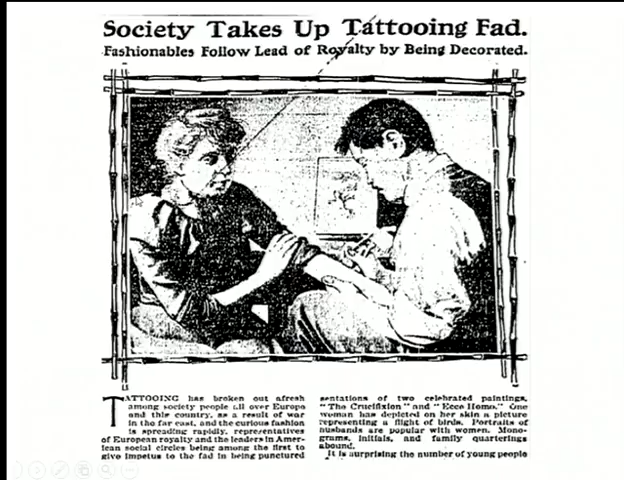 Society Takes Up Tattooing Fad.
Fashionables Follow Lead of Royalty by Being Decorated.
TATTOOING has broken out afresh
among society people all over Europe
and this country, as a result of war
in the far east, and the curious fashion
is spreading rapidly, representatives
of European royalty and the leaders in Amer-
ican social circles being among the first to
give impetus to the fad in being punctured
sentations of two celebrated paintings,
"The Crucifixion" and "Ecce Homo." One
woman has depicted on her skin a picture
representing a flight of birds. Portraits of
husbands are popular with women. Mono-
grams, initials, and family quarterings
abound.
It is surprising the number of young people